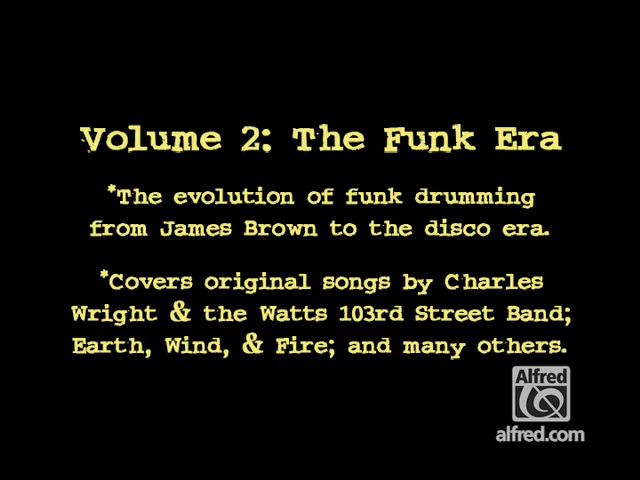 Volume 2: The Funk Era
*The evolution of funk drumming
from James Brown to the disco era.
*Covers original songs by Charles
Wright & the Watts 103rd Street Band;
Earth, Wind, & Fire; and many others.
Alfred
alfred.com